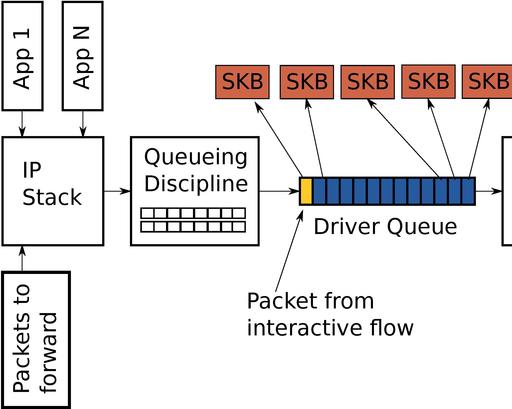 App 1
App N
SKB
SKB
SKB
SKB
SKB
IP
Stack
Queueing
Discipline
Driver Queue
Packet from
interactive flow
Packets to
forward